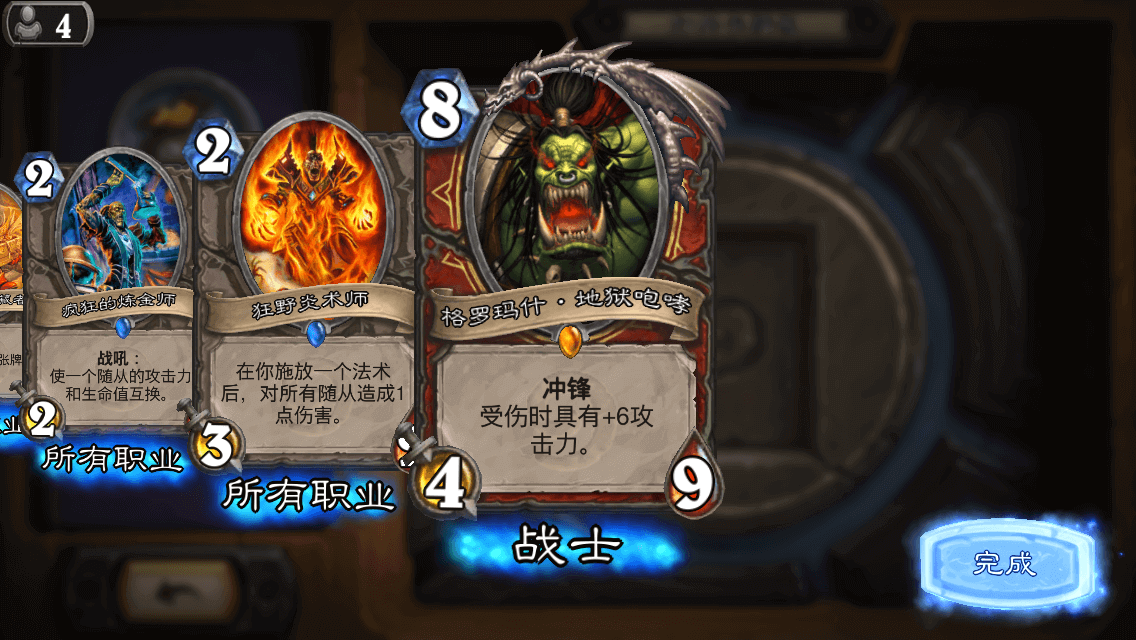 4
2
疯狂的炼金师
战吼：
使一个随从的攻击力
和生命值互换。
2
所有职业
2
狂野炎术师
在你施放一个法术
后，对所有随从造成1
点伤害。
3
所有职业
8
格罗玛什·地狱咆哮
冲锋
受伤时具有+6攻
击力。
4
9
战士
张牌
业
完成